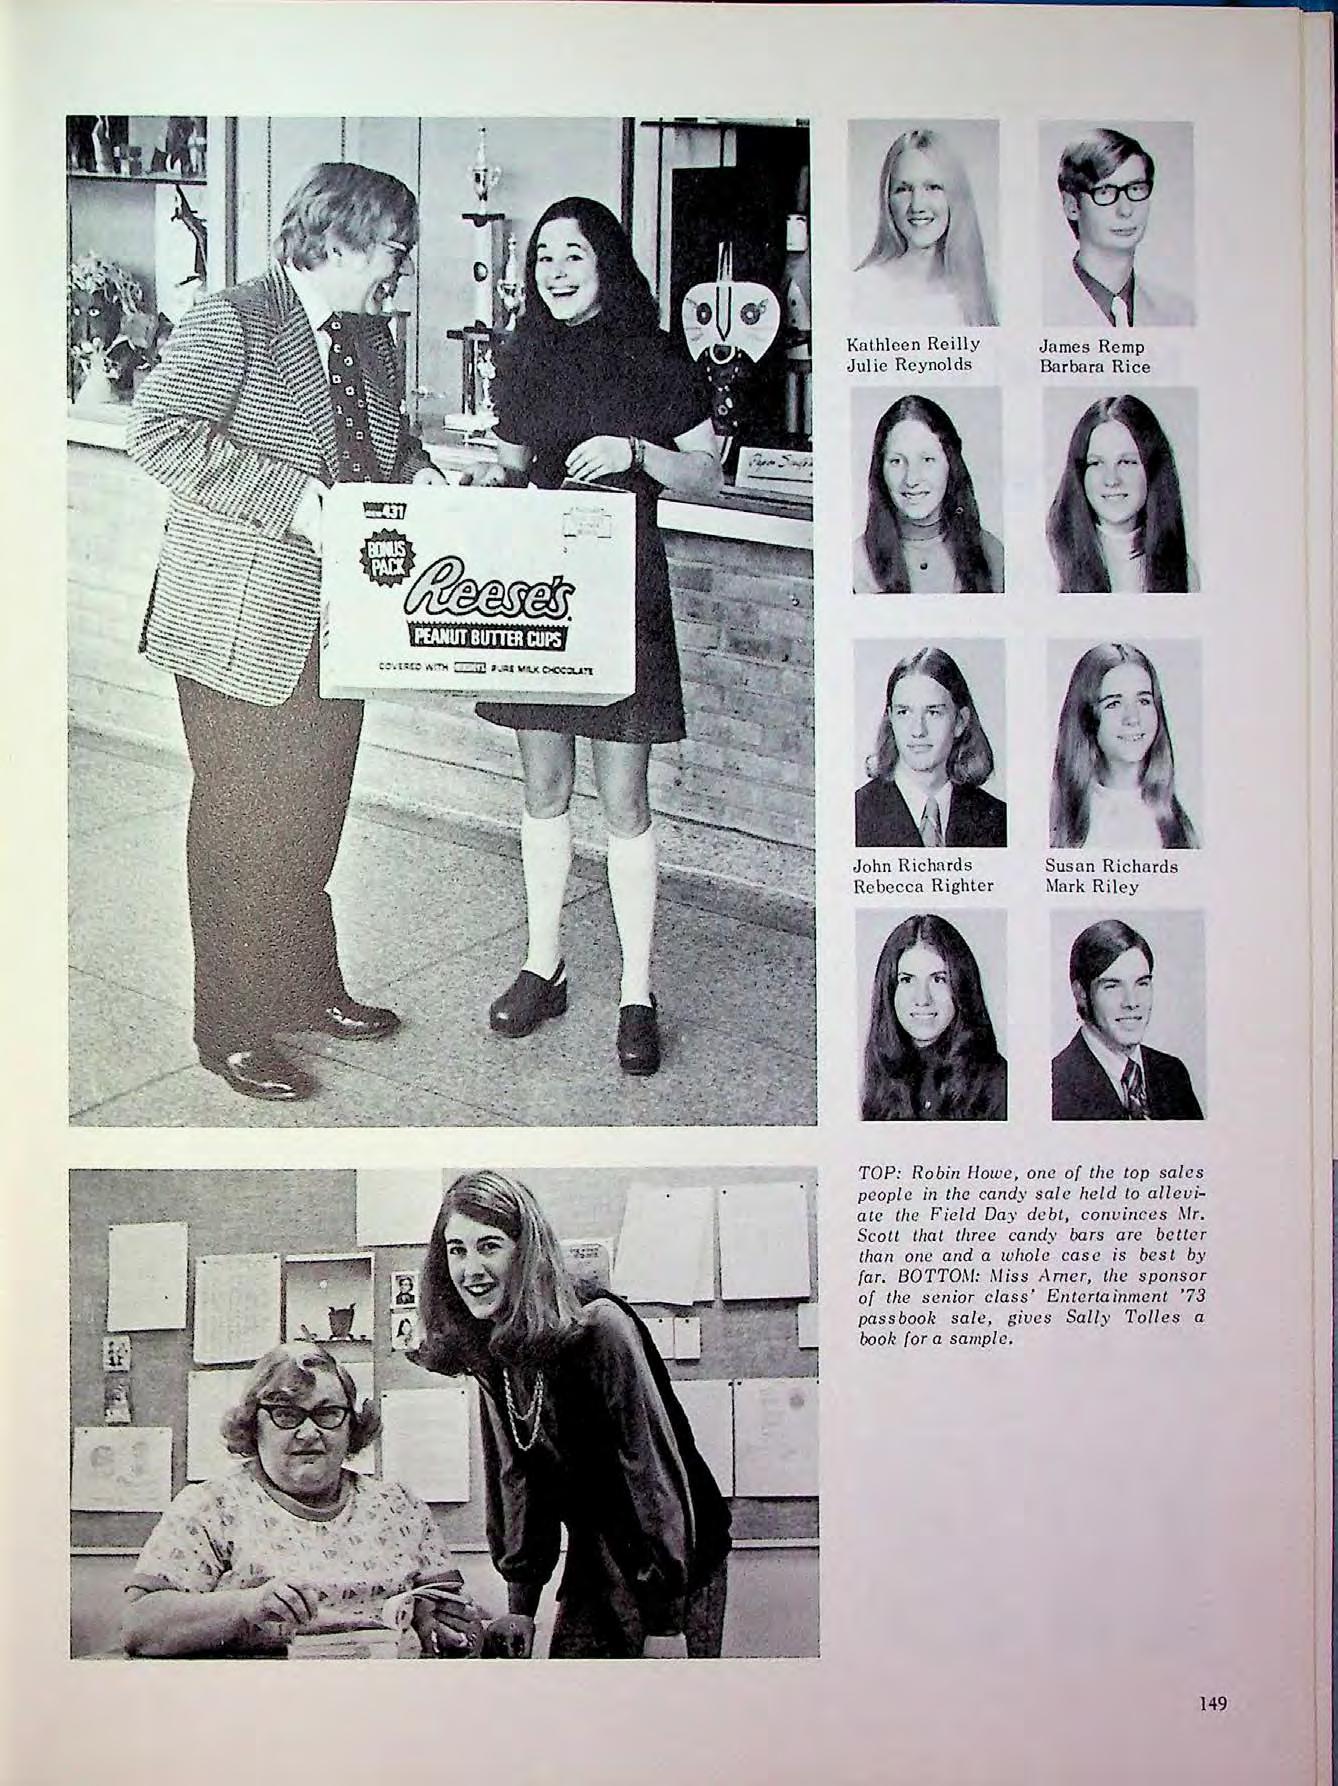 431
BONUS
PACK
Reese's
PEANUT BUTTER CUPS
COVERED WITH HERSHEY'S PURE MILK CHOCOLATE
Kathleen Reilly
Julie Reynolds
James Remp
Barbara Rice
John Richards
Rebecca Righter
Susan Richards
Mark Riley
TOP: Robin Howe, one of the top sales
people in the candy sale held to allevi-
ate the Field Day debt, convinces Mr.
Scott that three candy bars are better
than one and a whole case is best by
far. BOTTOM: Miss Arner, the sponsor
of the senior class' Entertainment '73
passbook sale, gives Sally Tolles a
book for a sample.
149